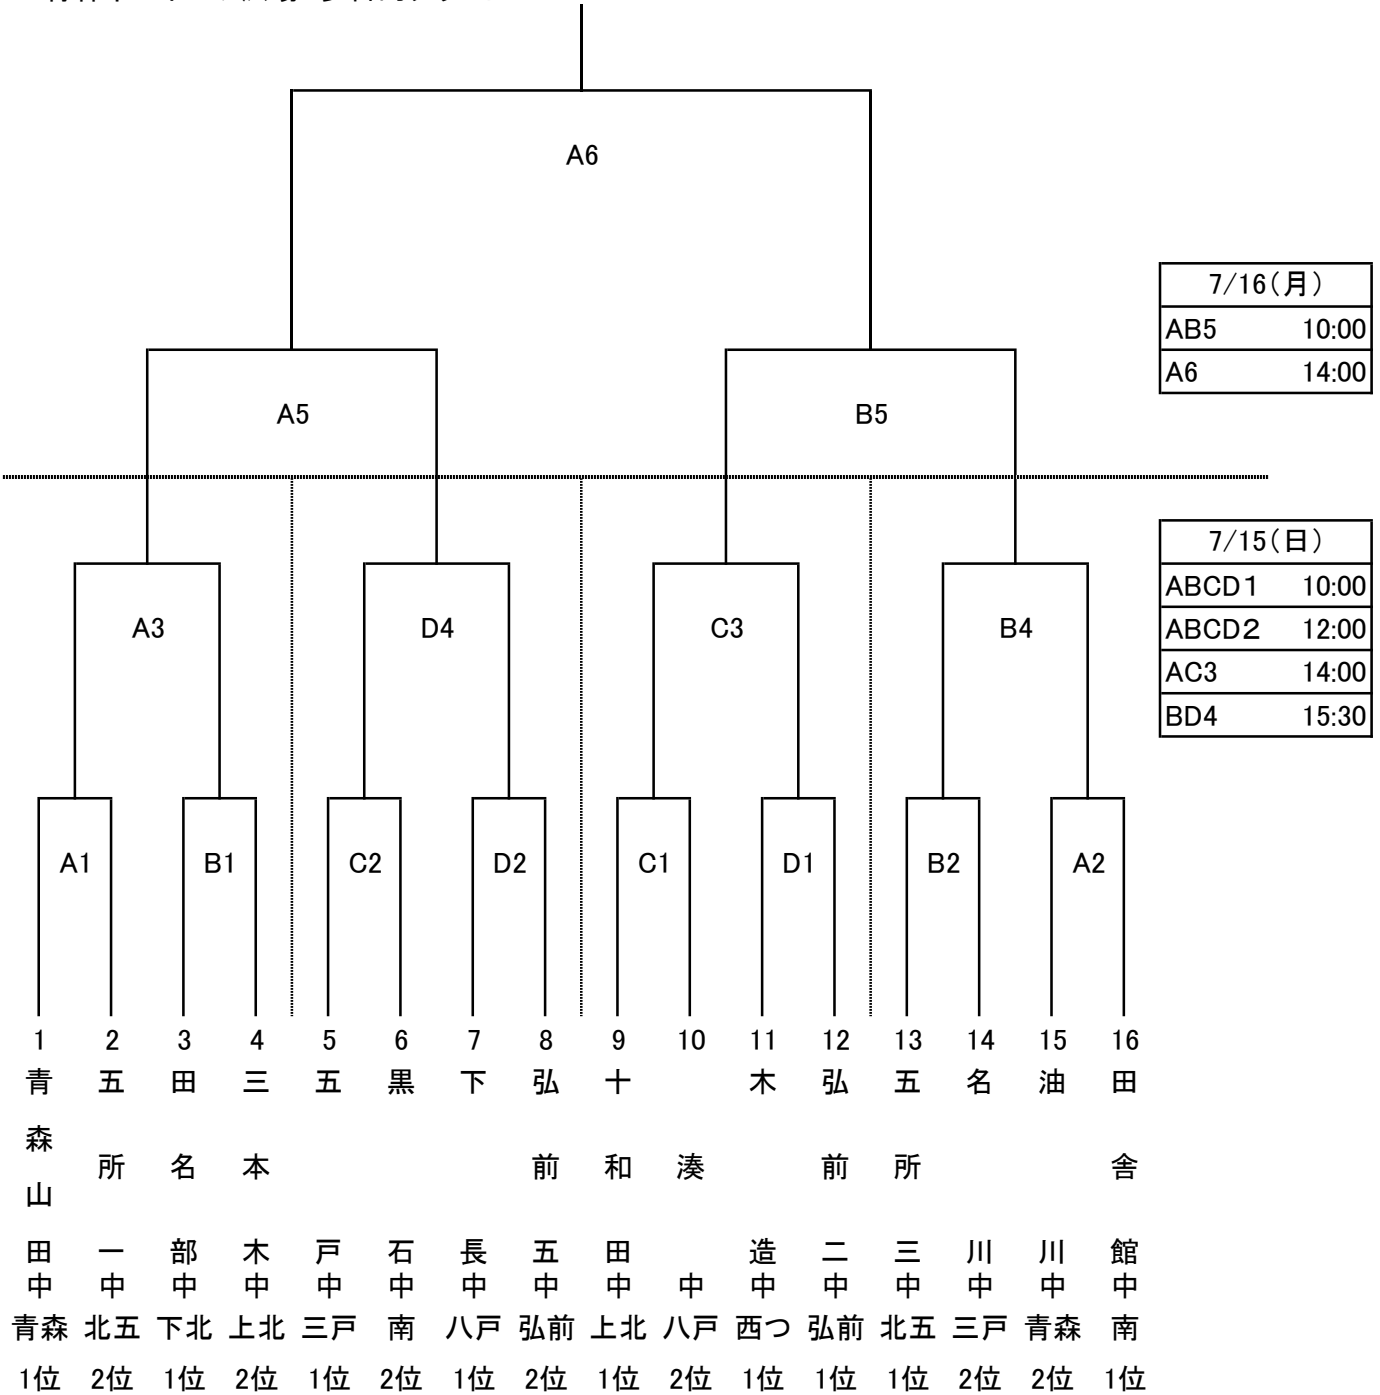 A6
7/16(月)
AB5 10:00
A6 14:00
A5 B5
7/15(日)
ABCD1 10:00
ABCD2 12:00
AC3 14:00
BD4 15:30
A3 D4 C3 B4
A1 B1 C2 D2 C1 D1 B2 A2
1 2 3 4 5 6 7 8 9 10 11 12 13 14 15 16
青森山田中
五所一中
田名部中
三本木中
五戸中
黒石中
下長中
弘前五中
十和田中
湊中
木造中
弘前二中
五所三中
名川中
油川中
田舎館中
青森 北五 下北 上北 三戸 南 八戸 弘前 上北 八戸 西つ 弘前 北五 三戸 青森 南
1位 2位 1位 2位 1位 2位 1位 2位 1位 2位 1位 1位 1位 2位 2位 1位